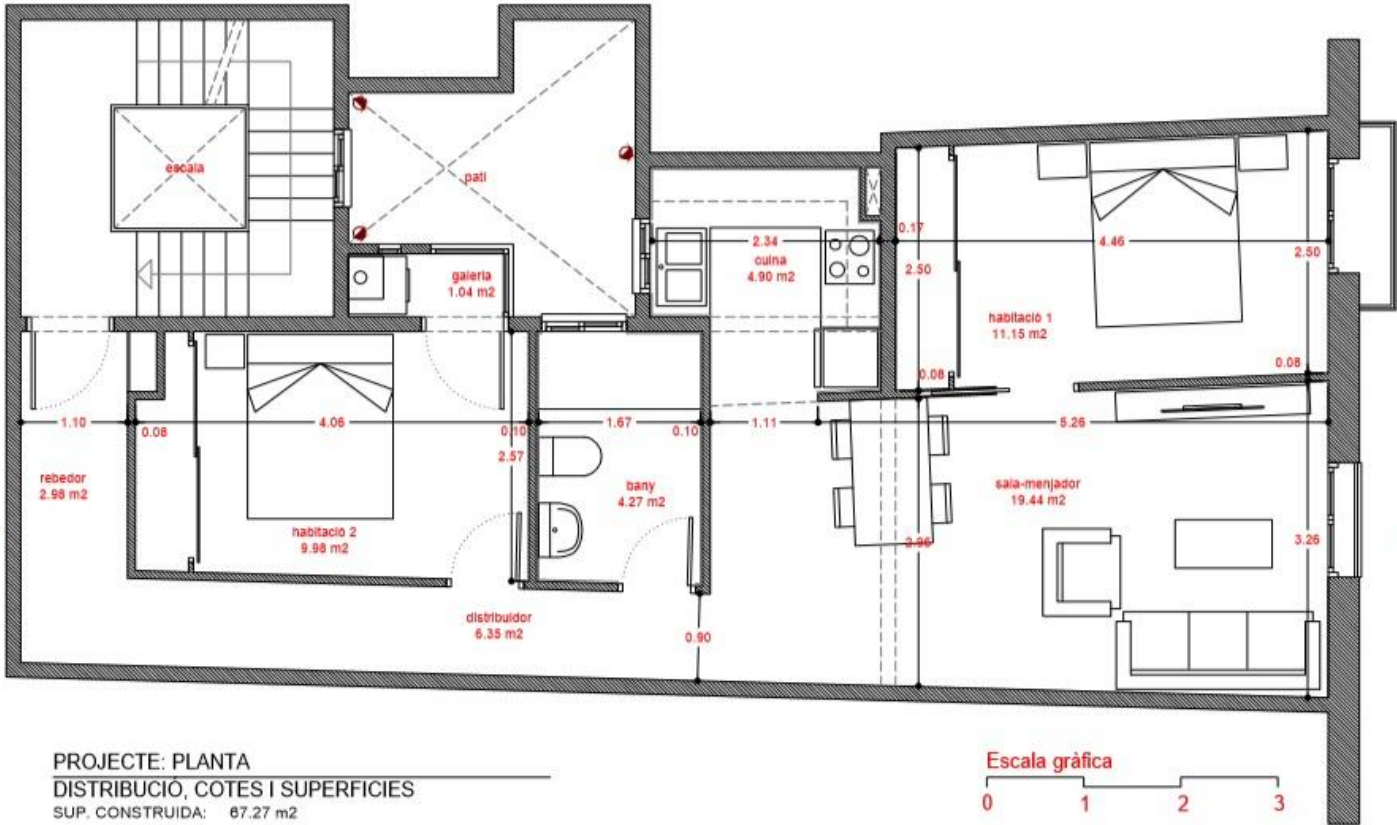 escala
pati
galeria
1.04 m2
2.34
cuina
4.90 m2
0.17
4.46
2.50
2.50
habitació 1
11.15 m2
0.08
0.08
1.10
0.08
4.06
0.10
2.57
1.67
0.10
1.11
5.26
rebedor
2.98 m2
habitació 2
9.98 m2
bany
4.27 m2
sala-menjador
19.44 m2
3.26
distribuidor
6.35 m2
0.90
PROJECTE: PLANTA
DISTRIBUCIÓ, COTES I SUPERFICIES
SUP. CONSTRUIDA: 67.27 m2
Escala gràfica
0 1 2 3